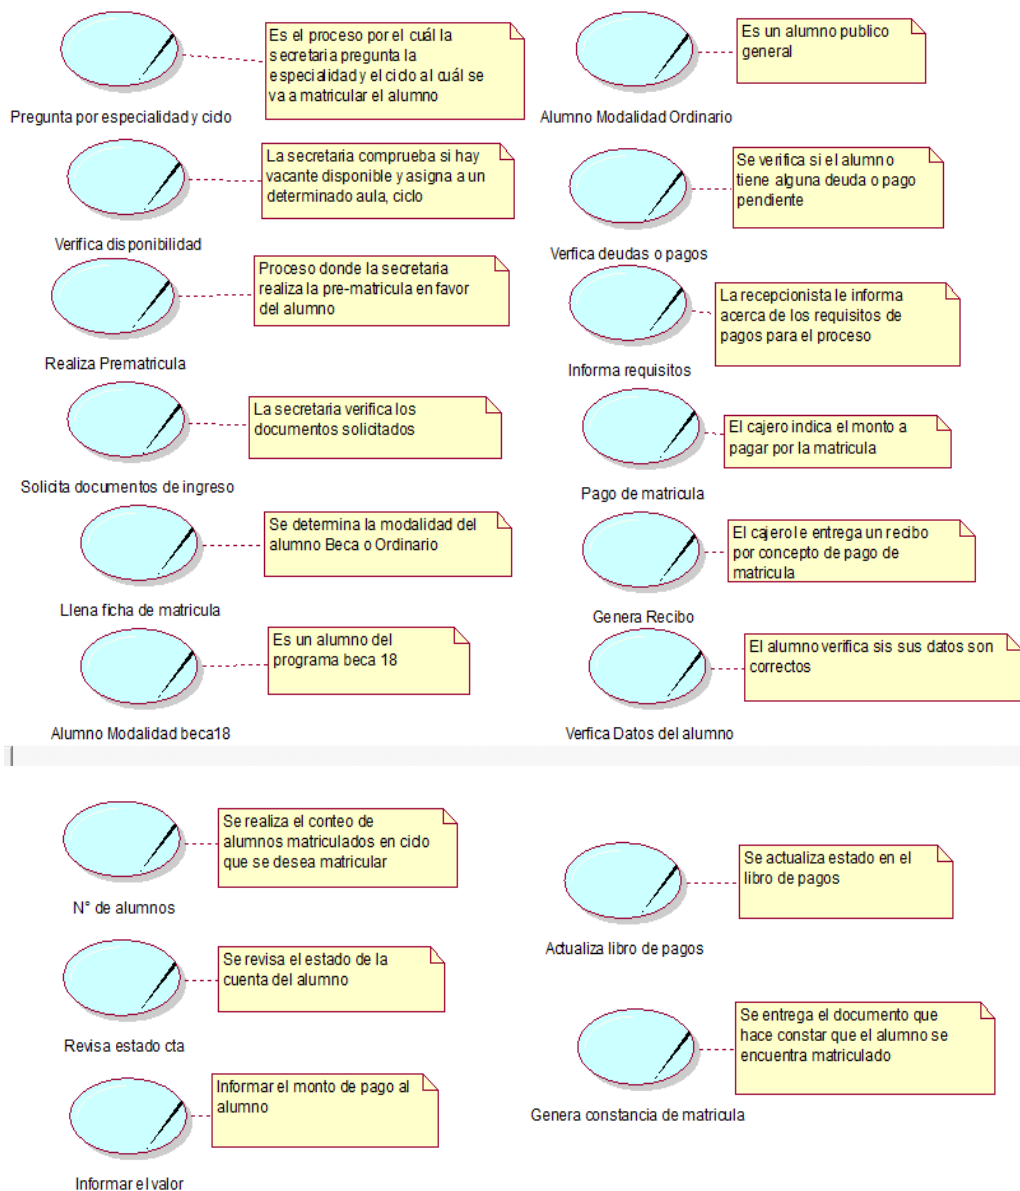 Es el proceso por el cuál la
secretaria pregunta la
especialidad y el ciclo al cuál se
va a matricular el alumno
Pregunta por especialidad y ciclo
Es un alumno publico
general
Alumno Modalidad Ordinario
La secretaria comprueba si hay
vacante disponible y asigna a un
determinado aula, ciclo
Verifica disponibilidad
Se verifica si el alumno
tiene alguna deuda o pago
pendiente
Verfica deudas o pagos
Proceso donde la secretaria
realiza la pre-matricula en favor
del alumno
Realiza Prematricula
La recepcionista le informa
acerca de los requisitos de
pagos para el proceso
Informa requisitos
La secretaria verifica los
documentos solicitados
Solicita documentos de ingreso
El cajero indica el monto a
pagar por la matricula
Pago de matricula
Se determina la modalidad del
alumno Beca o Ordinario
Llena ficha de matricula
El cajero le entrega un recibo
por concepto de pago de
matricula
Genera Recibo
Es un alumno del
programa beca 18
Alumno Modalidad beca18
El alumno verifica sis sus datos son
correctos
Verfica Datos del alumno
Se realiza el conteo de
alumnos matriculados en ciclo
que se desea matricular
N° de alumnos
Se actualiza estado en el
libro de pagos
Actualiza libro de pagos
Se revisa el estado de la
cuenta del alumno
Revisa estado cta
Se entrega el documento que
hace constar que el alumno se
encuentra matriculado
Genera constancia de matricula
Informar el monto de pago al
alumno
Informar el valor